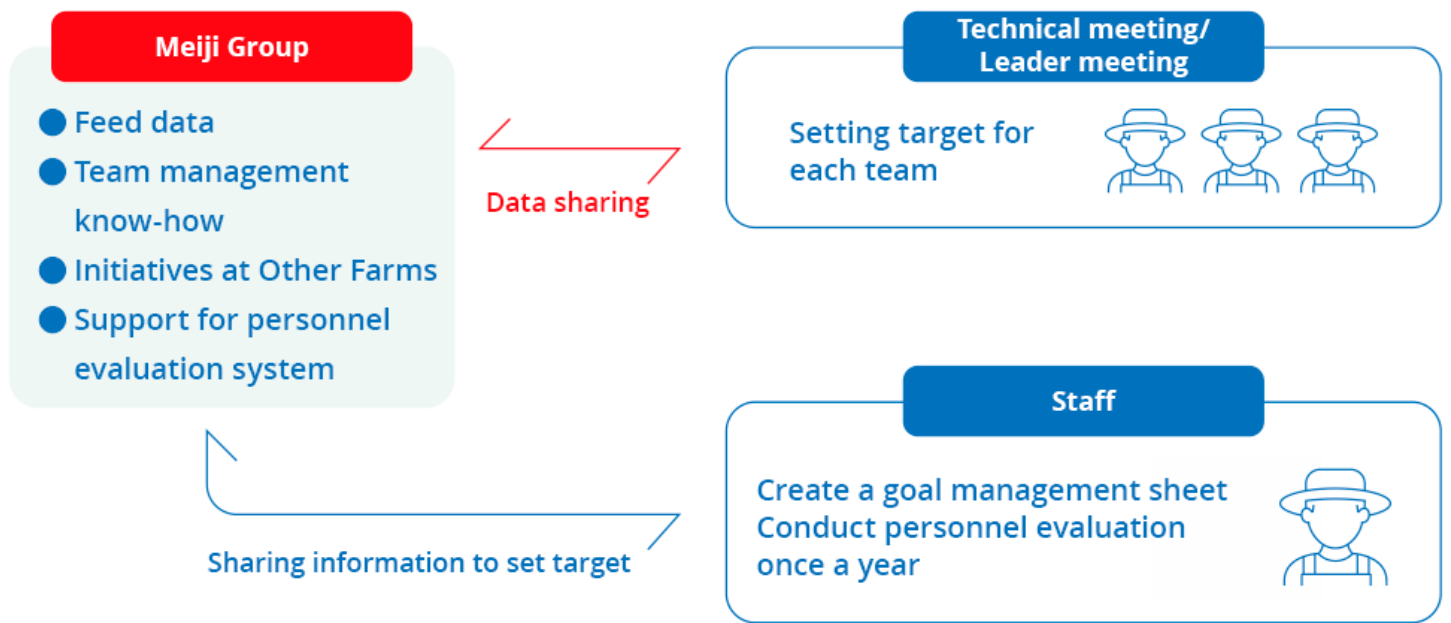 Meiji Group
● Feed data
● Team management
know-how
● Initiatives at Other Farms
● Support for personnel
evaluation system
Data sharing
Technical meeting/
Leader meeting
Setting target for
each team
Sharing information to set target
Staff
Create a goal management sheet
Conduct personnel evaluation
once a year